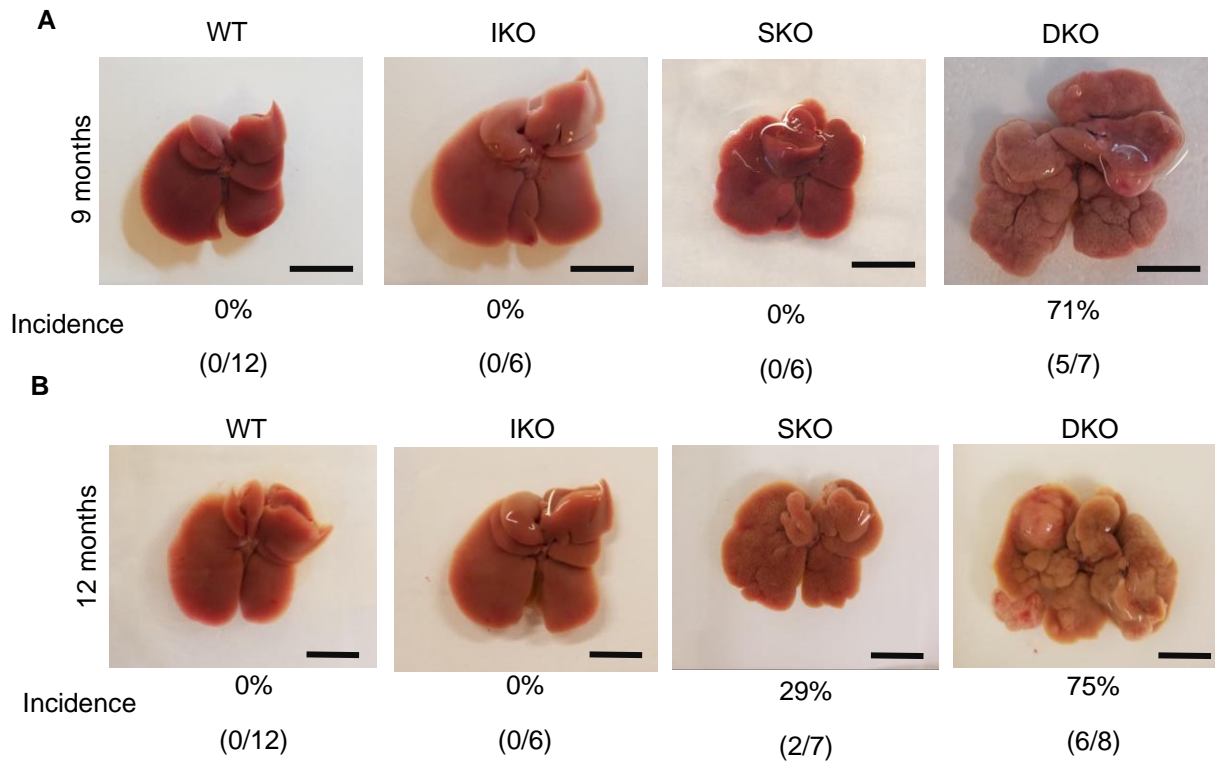 A
WT IKO SKO DKO
9 months
Incidence 0% 0% 0% 71%
(0/12) (0/6) (0/6) (5/7)
B
WT IKO SKO DKO
12 months
Incidence 0% 0% 29% 75%
(0/12) (0/6) (2/7) (6/8)